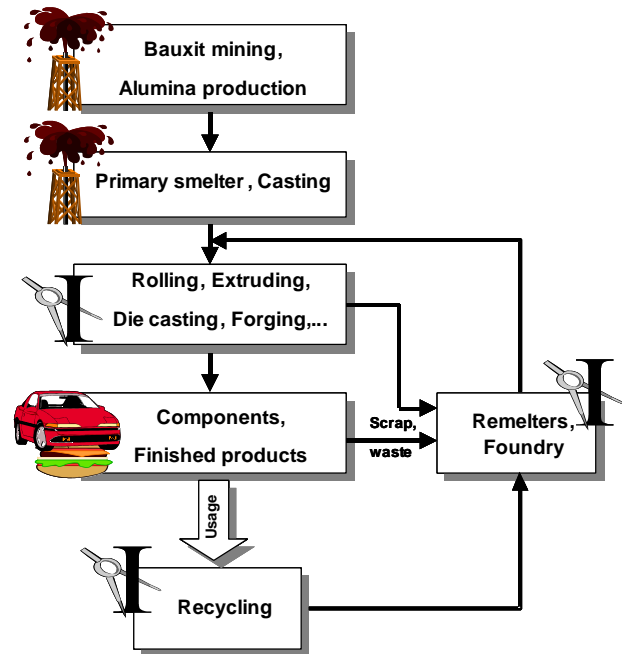 Bauxit mining,
Alumina production
Primary smelter , Casting
Rolling, Extruding,
Die casting, Forging,...
Components,
Finished products
Scrap,
waste
Remelters,
Foundry
Usage
Recycling